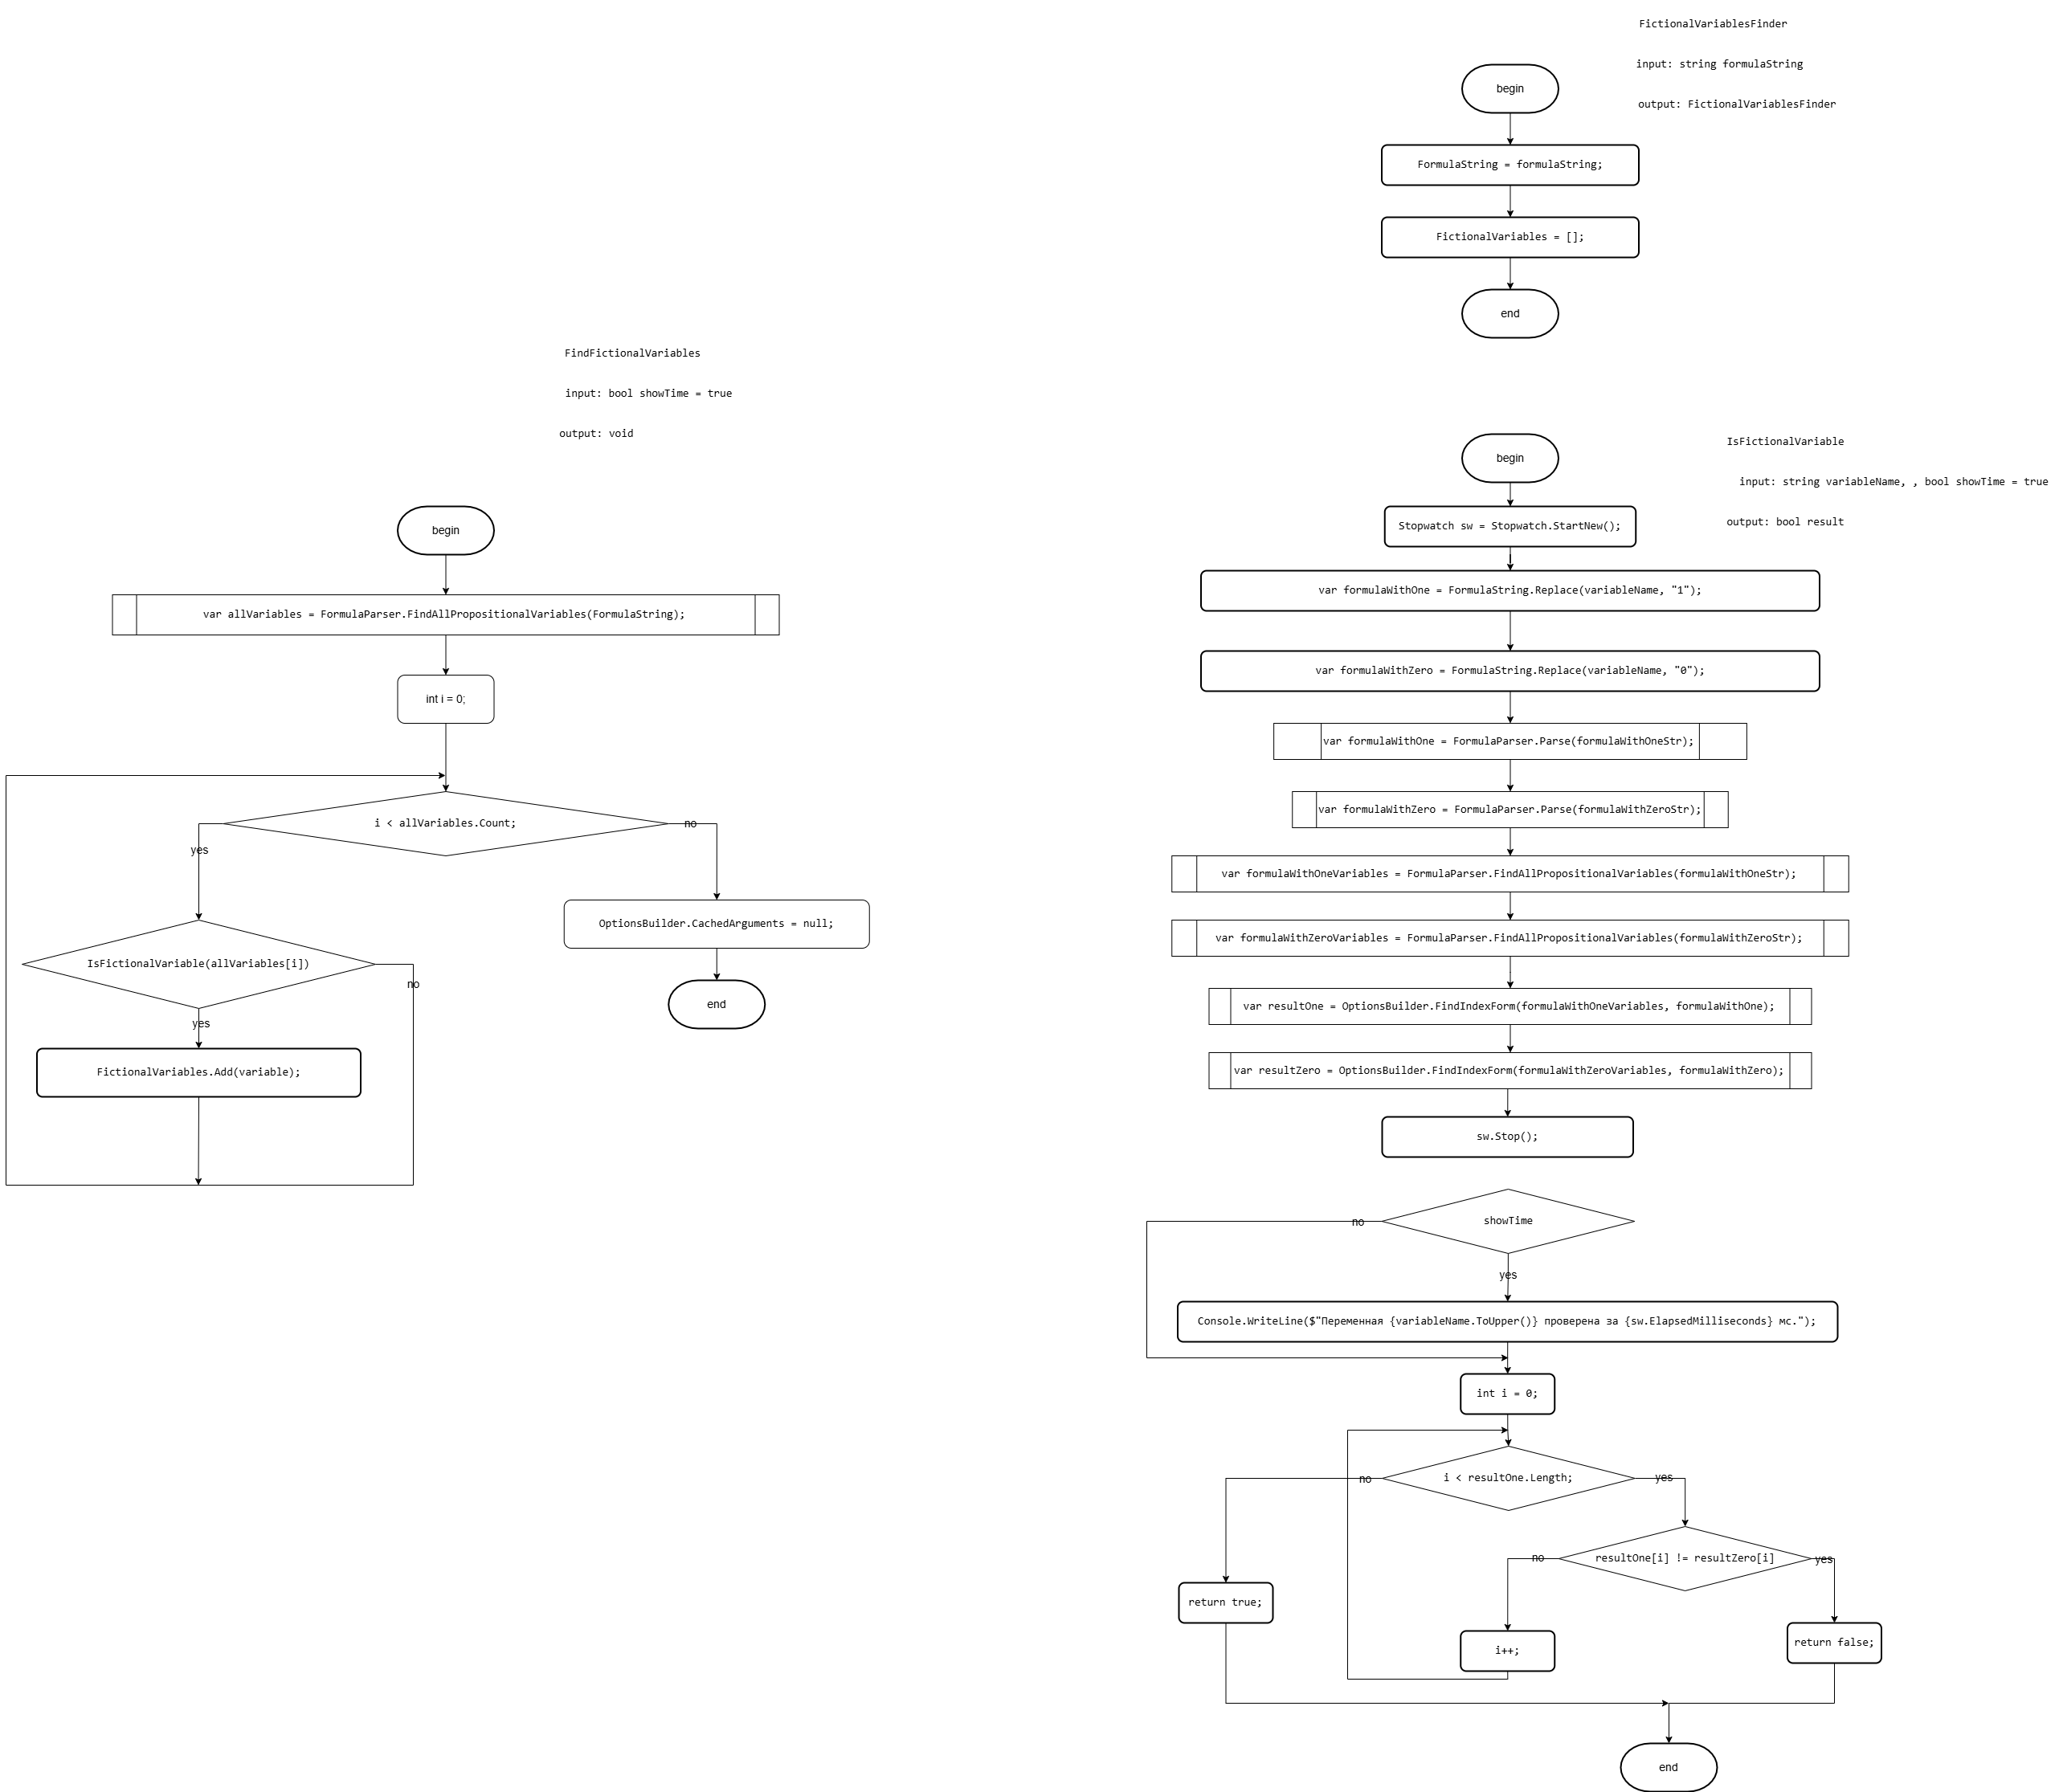 FictionalVariablesFinder
input: string formulaString
output: FictionalVariablesFinder
begin
FormulaString = formulaString;
FictionalVariables = [];
end
FindFictionalVariables
input: bool showTime = true
output: void
begin
var allVariables = FormulaParser.FindAllPropositionalVariables(FormulaString);
int i = 0;
i < allVariables.Count;
yes
no
IsFictionalVariable(allVariables[i])
no
yes
FictionalVariables.Add(variable);
OptionsBuilder.CachedArguments = null;
end
IsFictionalVariable
input: string variableName, , bool showTime = true
output: bool result
begin
Stopwatch sw = Stopwatch.StartNew();
var formulaWithOne = FormulaString.Replace(variableName, "1");
var formulaWithZero = FormulaString.Replace(variableName, "0");
var formulaWithOne = FormulaParser.Parse(formulaWithOneStr);
var formulaWithZero = FormulaParser.Parse(formulaWithZeroStr);
var formulaWithOneVariables = FormulaParser.FindAllPropositionalVariables(formulaWithOneStr);
var formulaWithZeroVariables = FormulaParser.FindAllPropositionalVariables(formulaWithZeroStr);
var resultOne = OptionsBuilder.FindIndexForm(formulaWithOneVariables, formulaWithOne);
var resultZero = OptionsBuilder.FindIndexForm(formulaWithZeroVariables, formulaWithZero);
sw.Stop();
showTime
no
yes
Console.WriteLine($"Переменная {variableName.ToUpper()} проверена за {sw.ElapsedMilliseconds} мс.");
int i = 0;
i < resultOne.Length;
no
yes
resultOne[i] != resultZero[i]
no
yes
return true;
i++;
return false;
end